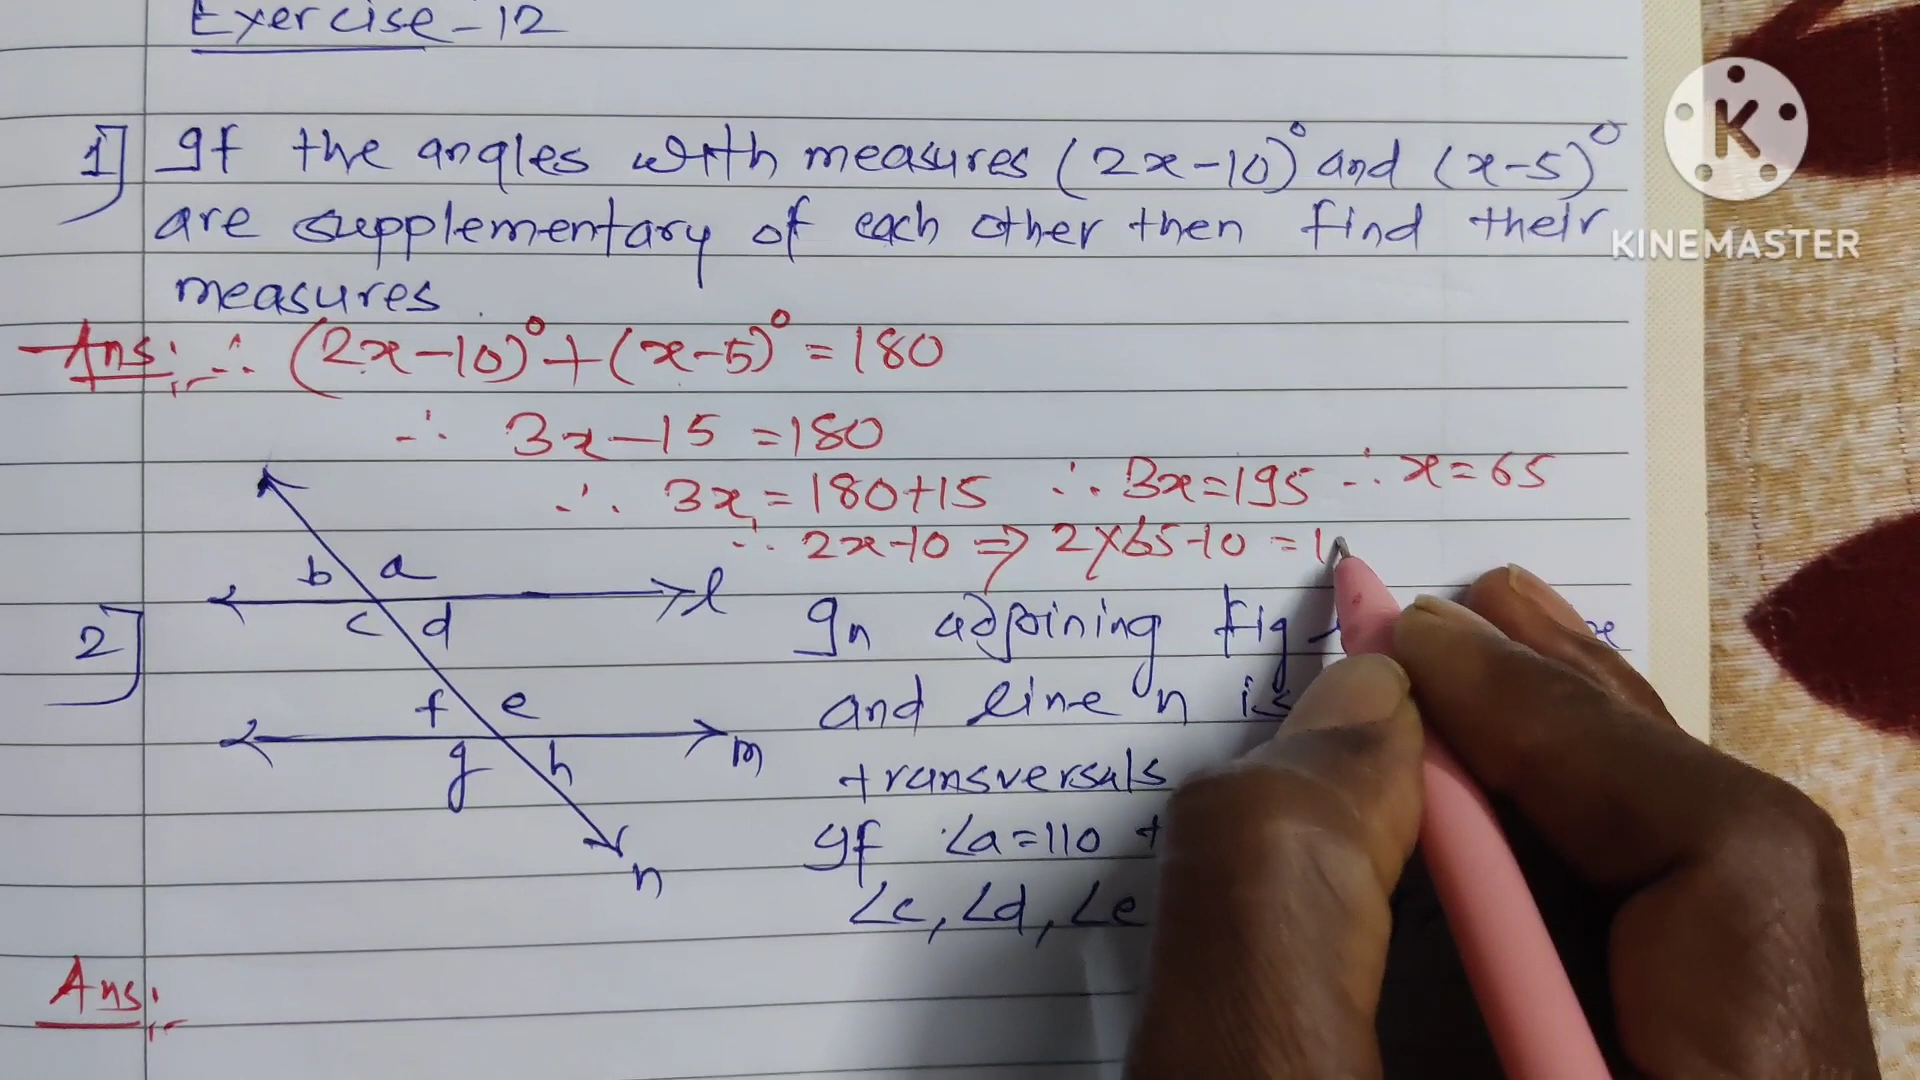 Exercise-12
1] If the angles with measures (2x-10)° and (x-5)°
are supplementary of each other then find their
measures.
Ans:- ∴ (2x-10)°+(x-5)° = 180
∴ 3x-15 = 180
∴ 3x = 180+15 ∴ 3x=195 ∴ x=65
∴ 2x-10 ⇒ 2×65-10 = 1
b a
l
c d
2] In adjoining fig
f e
and line n is
g h m
transversals
If ∠a=110
n
∠c, ∠d, ∠e
Ans:-
K
KINEMASTER